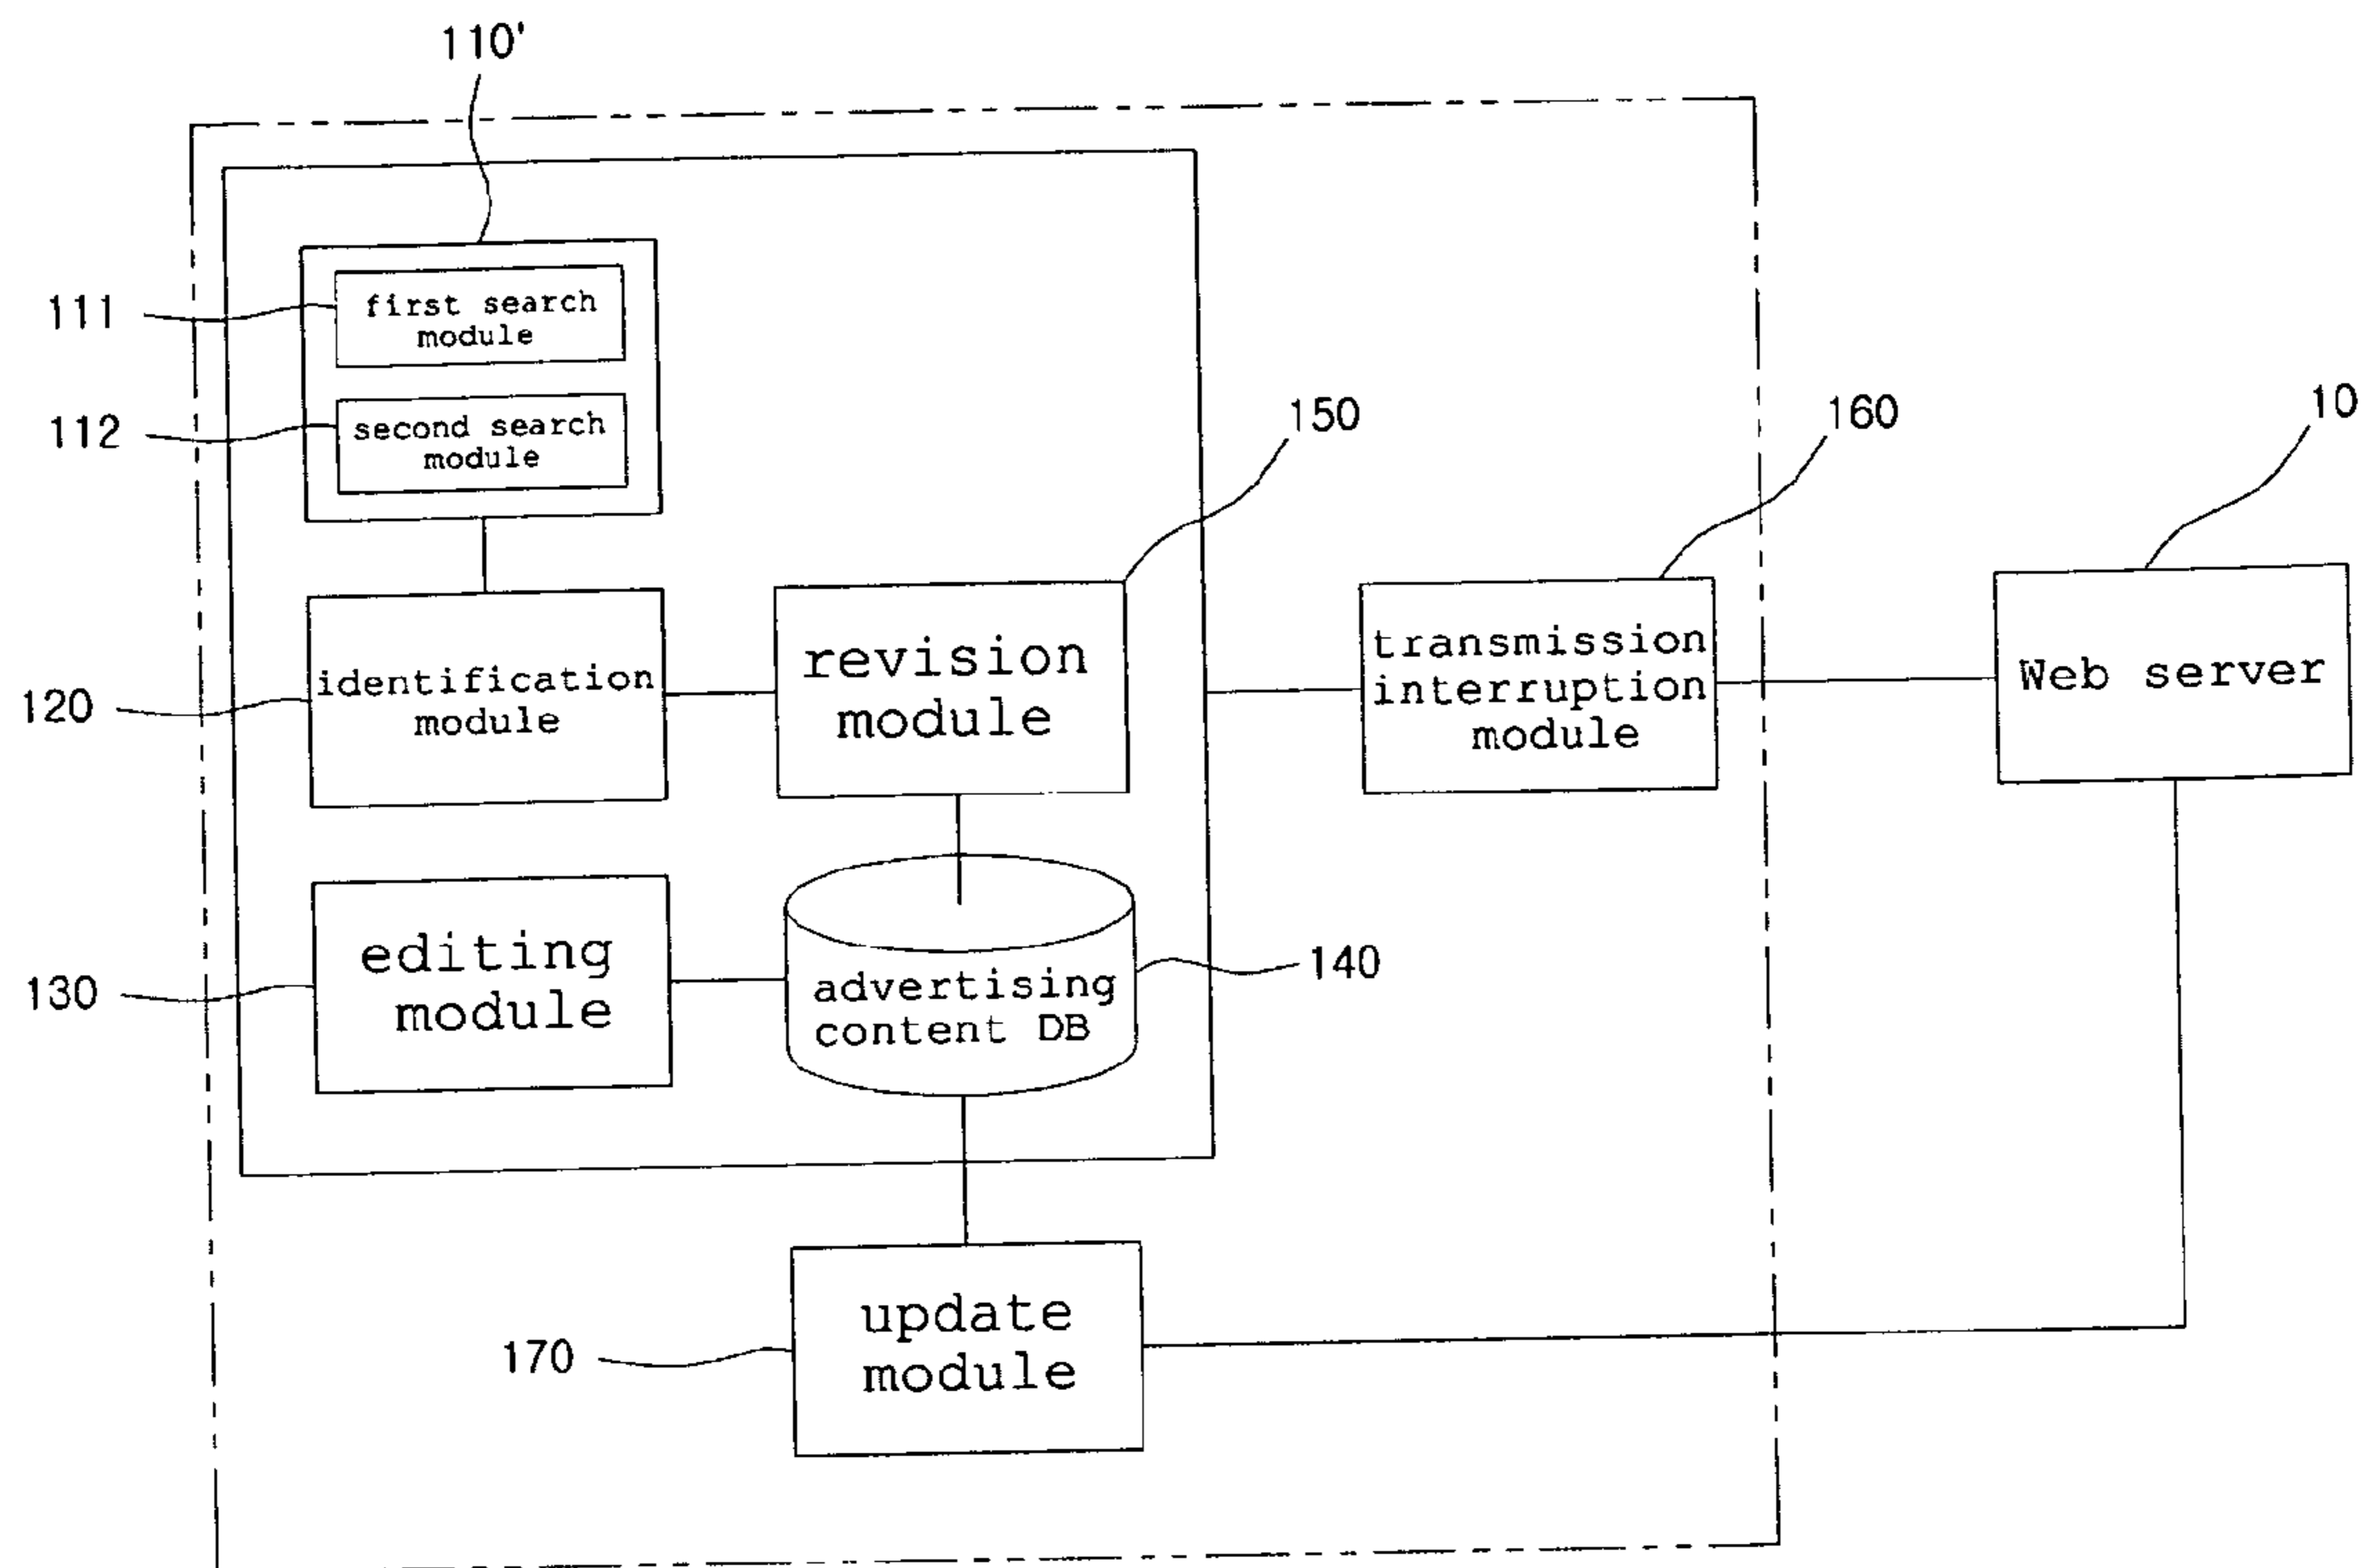 110'
111
first search
module
112
second search
module
150
160
10
120
identification
module
revision
module
transmission
interruption
module
Web server
130
editing
module
advertising
content DB
140
170
update
module